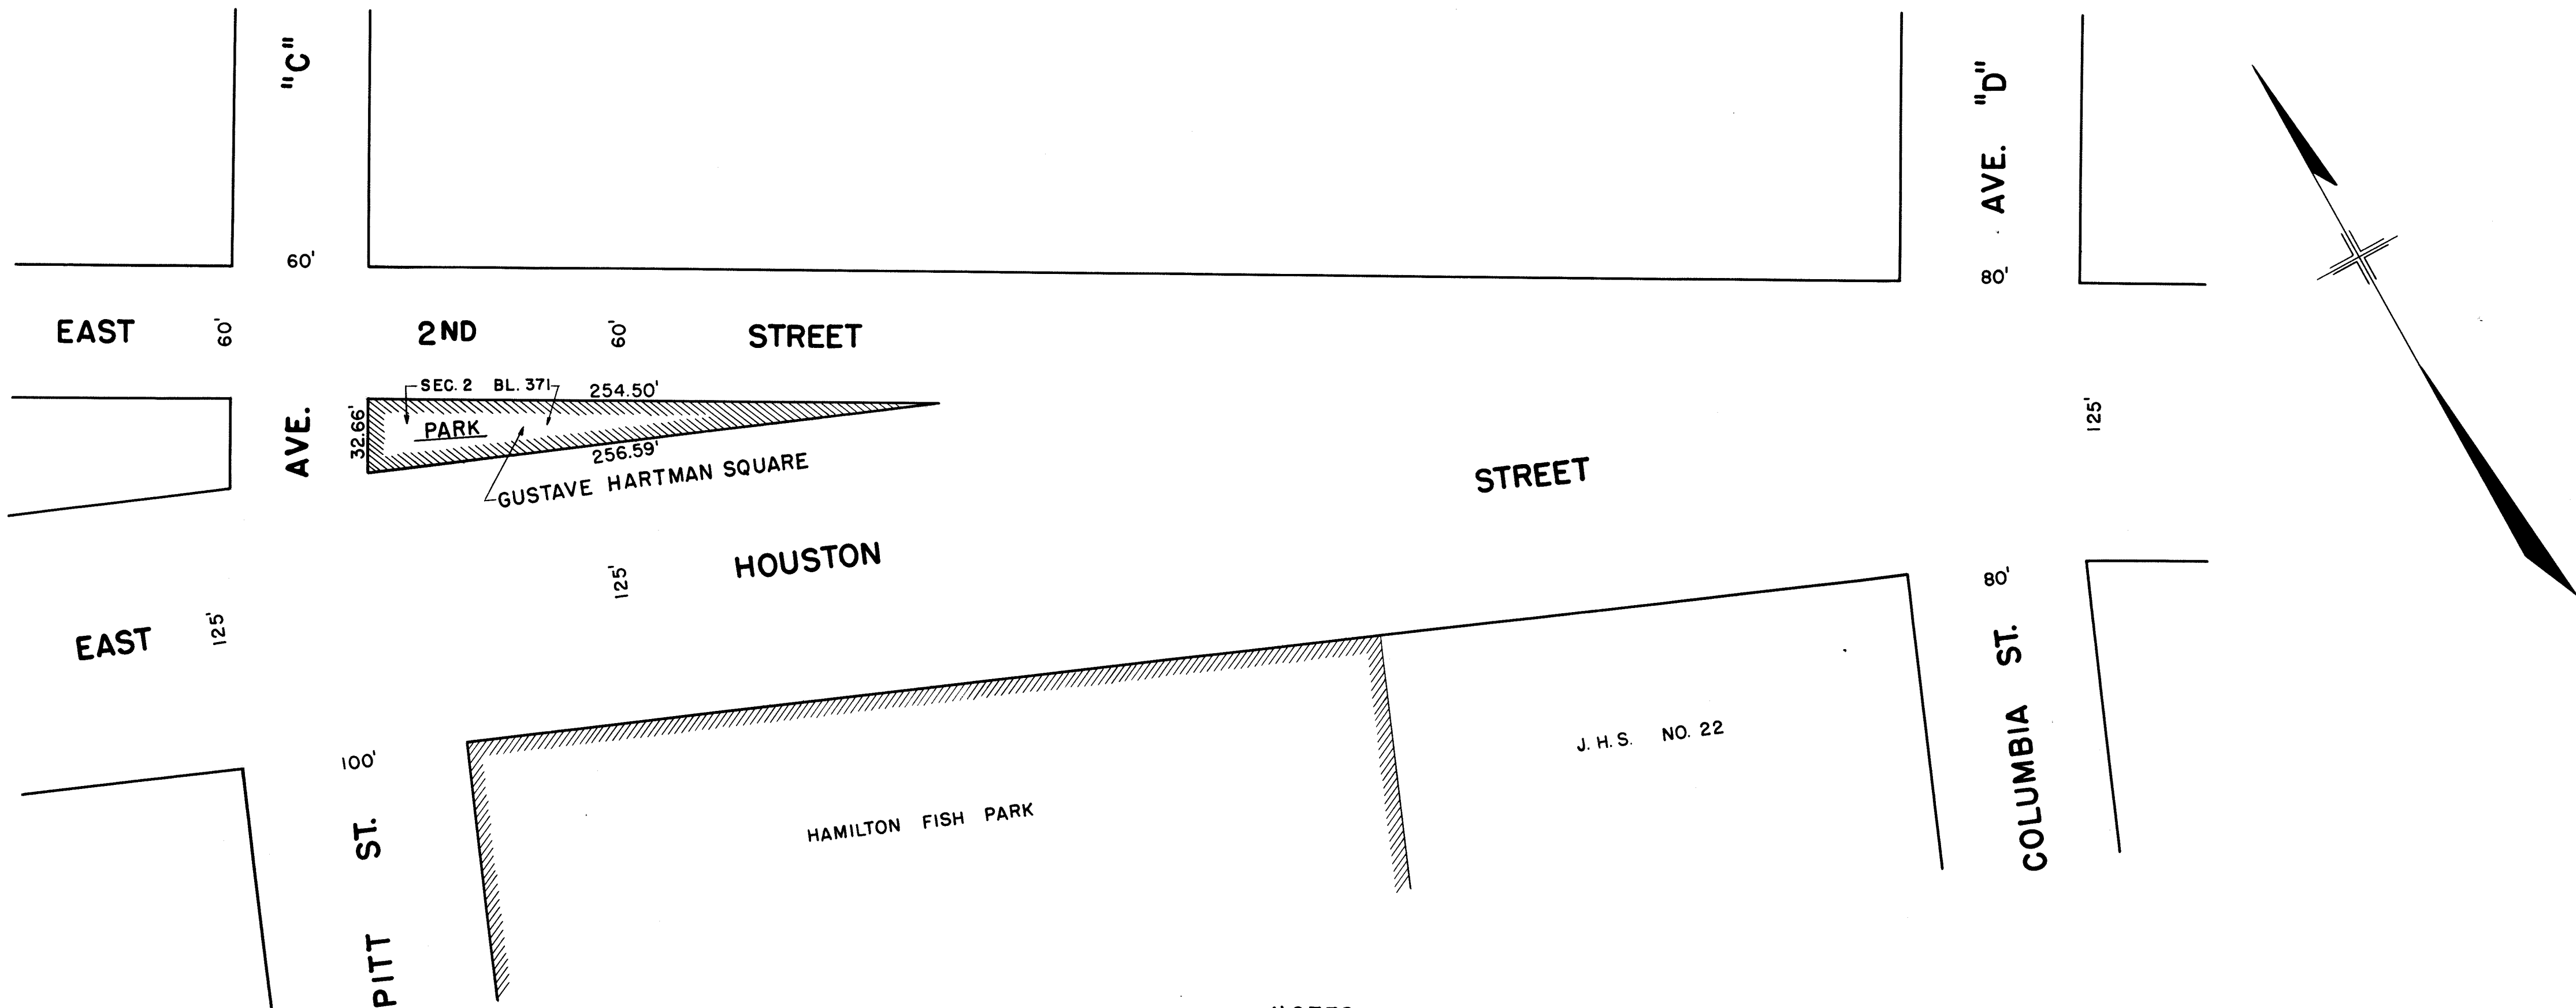 AVE. "C"
AVE. "D"
60'
80'
EAST 2ND STREET
60'
60'
SEC. 2 BL. 371
254.50'
32.66'
PARK
256.59'
GUSTAVE HARTMAN SQUARE
125'
EAST HOUSTON STREET
125'
125'
80'
100'
PITT ST.
HAMILTON FISH PARK
J. H. S. NO. 22
COLUMBIA ST.